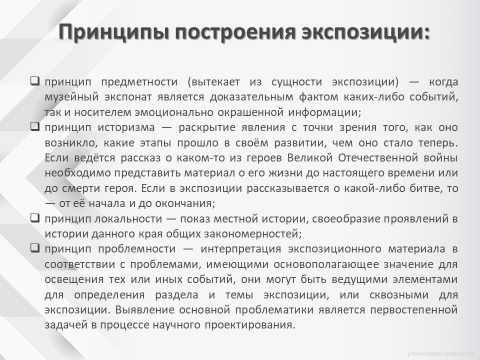 Принципы построения экспозиции:
принцип предметности (вытекает из сущности экспозиции) — когда
музейный экспонат является доказательным фактом каких-либо событий,
так и носителем эмоционально окрашенной информации;
принцип историзма — раскрытие явления с точки зрения того, как оно
возникло, какие этапы прошло в своём развитии, чем оно стало теперь.
Если ведётся рассказ о каком-то из героев Великой Отечественной войны
необходимо представить материал о его жизни до настоящего времени или
до смерти героя. Если в экспозиции рассказывается о какой-либо битве, то
— от её начала и до окончания;
принцип локальности — показ местной истории, своеобразие проявлений в
истории данного края общих закономерностей;
принцип проблемности — интерпретация экспозиционного материала в
соответствии с проблемами, имеющими основополагающее значение для
освещения тех или иных событий, они могут быть ведущими элементами
для определения раздела и темы экспозиции, или сквозными для
экспозиции. Выявление основной проблематики является первостепенной
задачей в процессе научного проектирования.